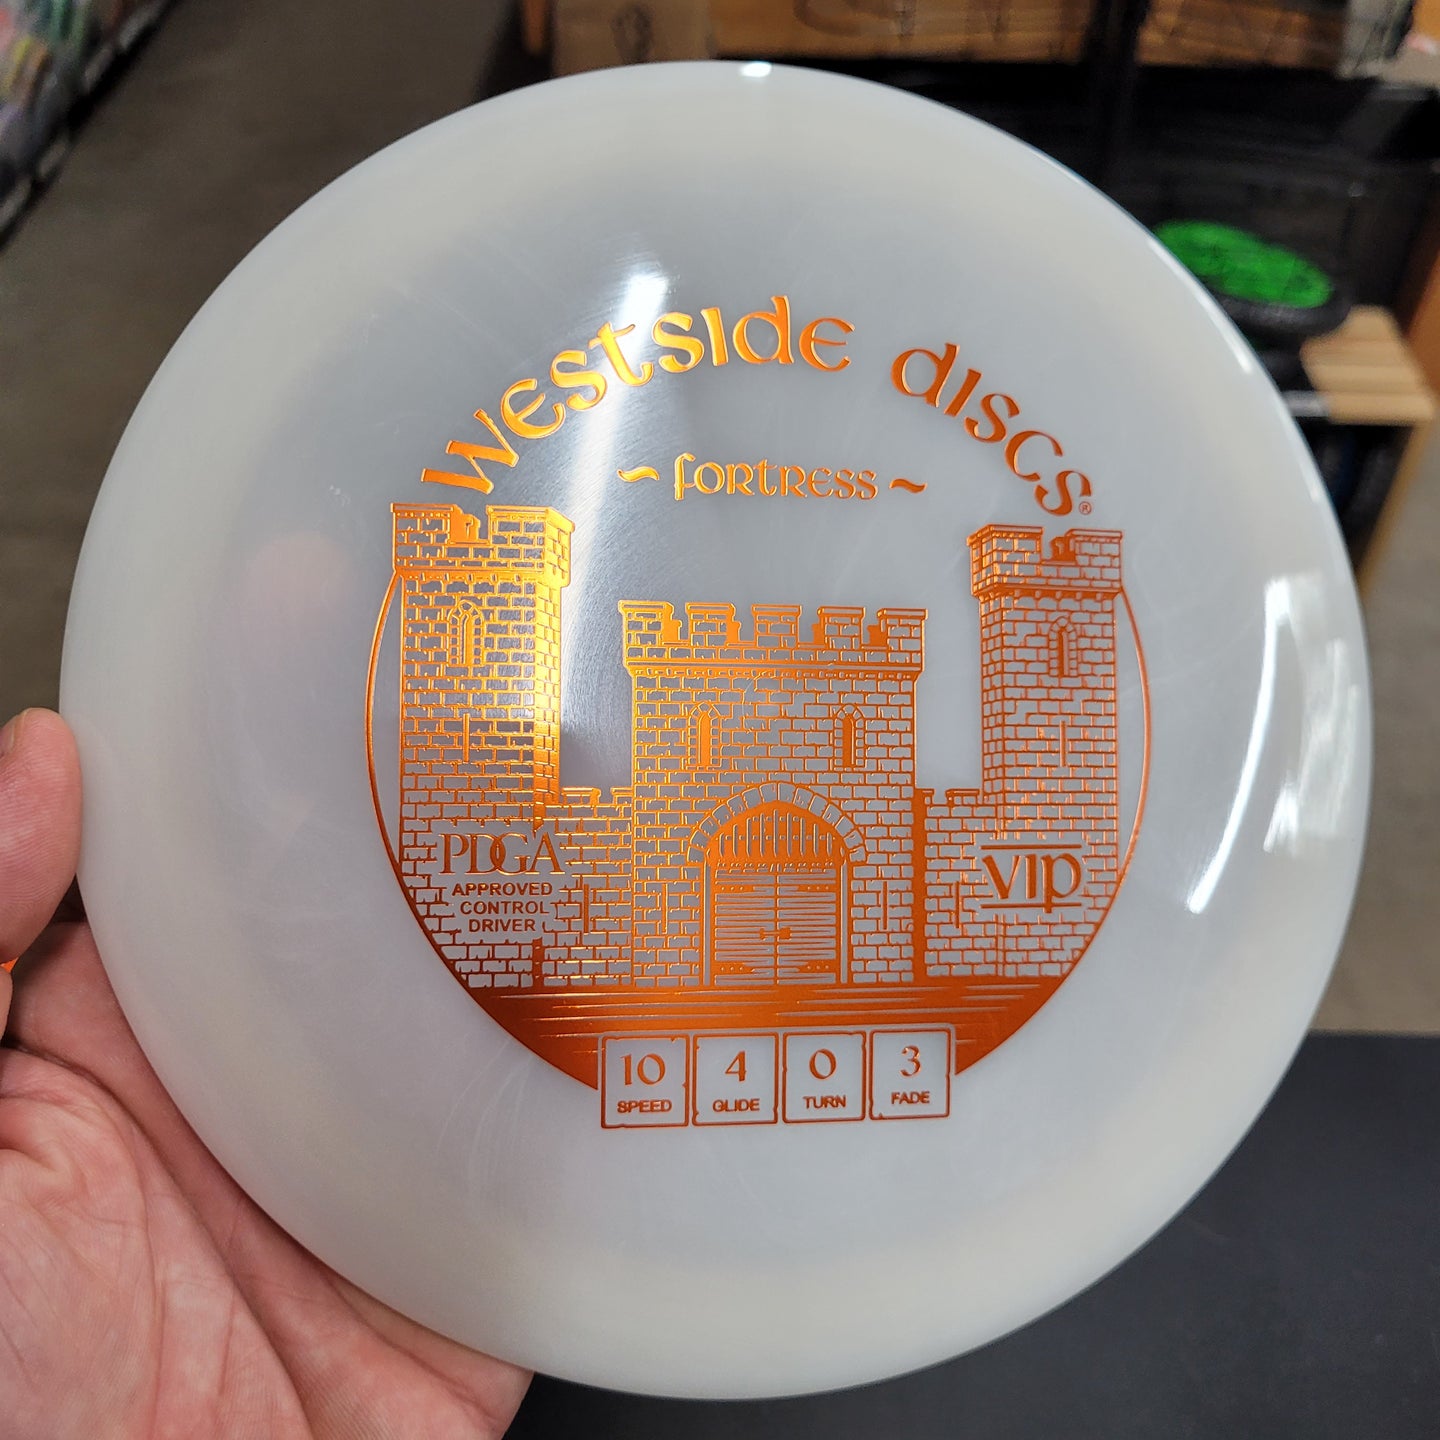 WESTSIDE DISCS®
~ FORTRESS ~
PDGA
APPROVED
CONTROL
DRIVER
VIP
10 4 0 3
SPEED GLIDE TURN FADE